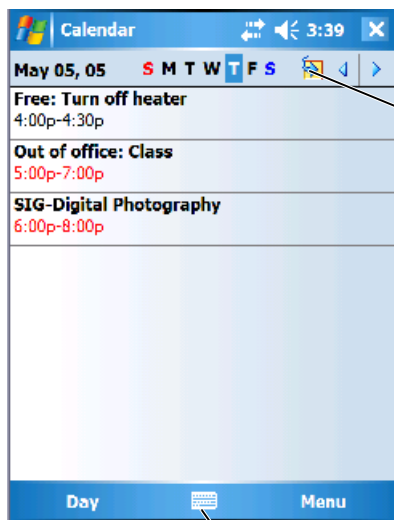 Calendar 3:39
May 05, 05 S M T W T F S
Free: Turn off heater
4:00p-4:30p
Out of office: Class
5:00p-7:00p
SIG-Digital Photography
6:00p-8:00p
Day Menu